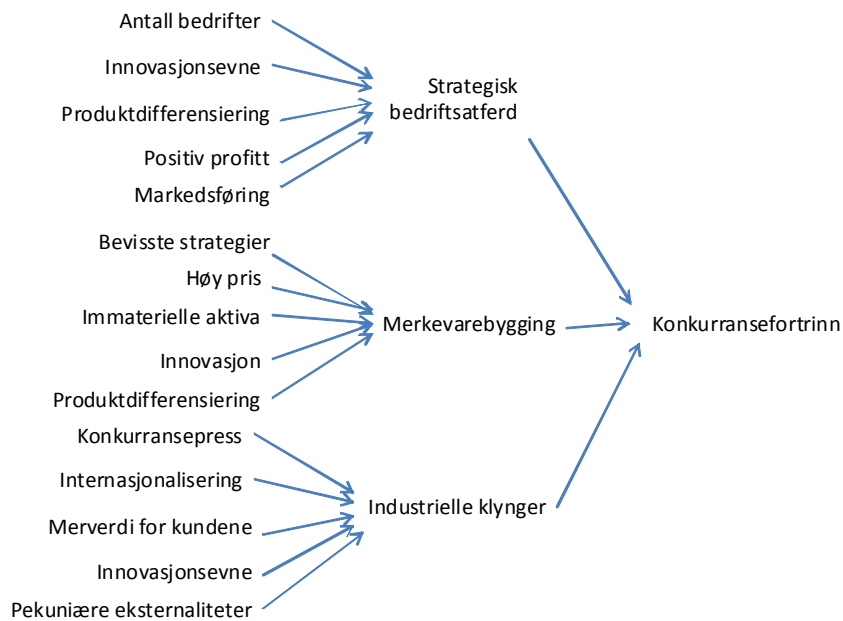 Antall bedrifter
Innovasjonsevne
Produktdifferensiering
Positiv profitt
Markedsføring
Strategisk
bedriftsatferd
Bevisste strategier
Høy pris
Immaterielle aktiva
Innovasjon
Produktdifferensiering
Merkevarebygging
Konkurransefortrinn
Konkurransepress
Internasjonalisering
Merverdi for kundene
Innovasjonsevne
Pekuniære eksternaliteter
Industrielle klynger